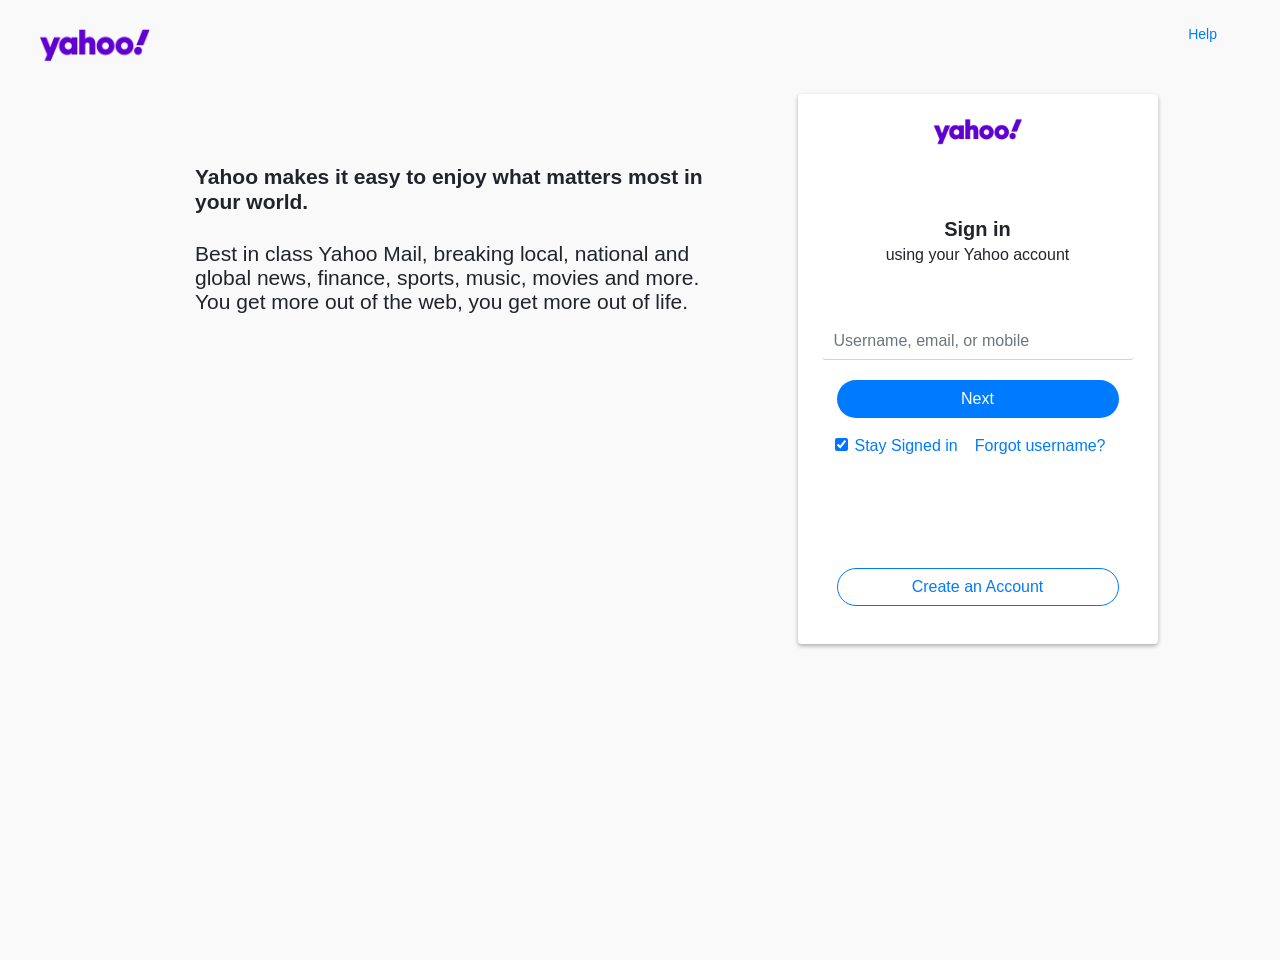 yahoo!
Help
Yahoo makes it easy to enjoy what matters most in
your world.
Best in class Yahoo Mail, breaking local, national and
global news, finance, sports, music, movies and more.
You get more out of the web, you get more out of life.
yahoo!
Sign in
using your Yahoo account
Username, email, or mobile
Next
Stay Signed in Forgot username?
Create an Account